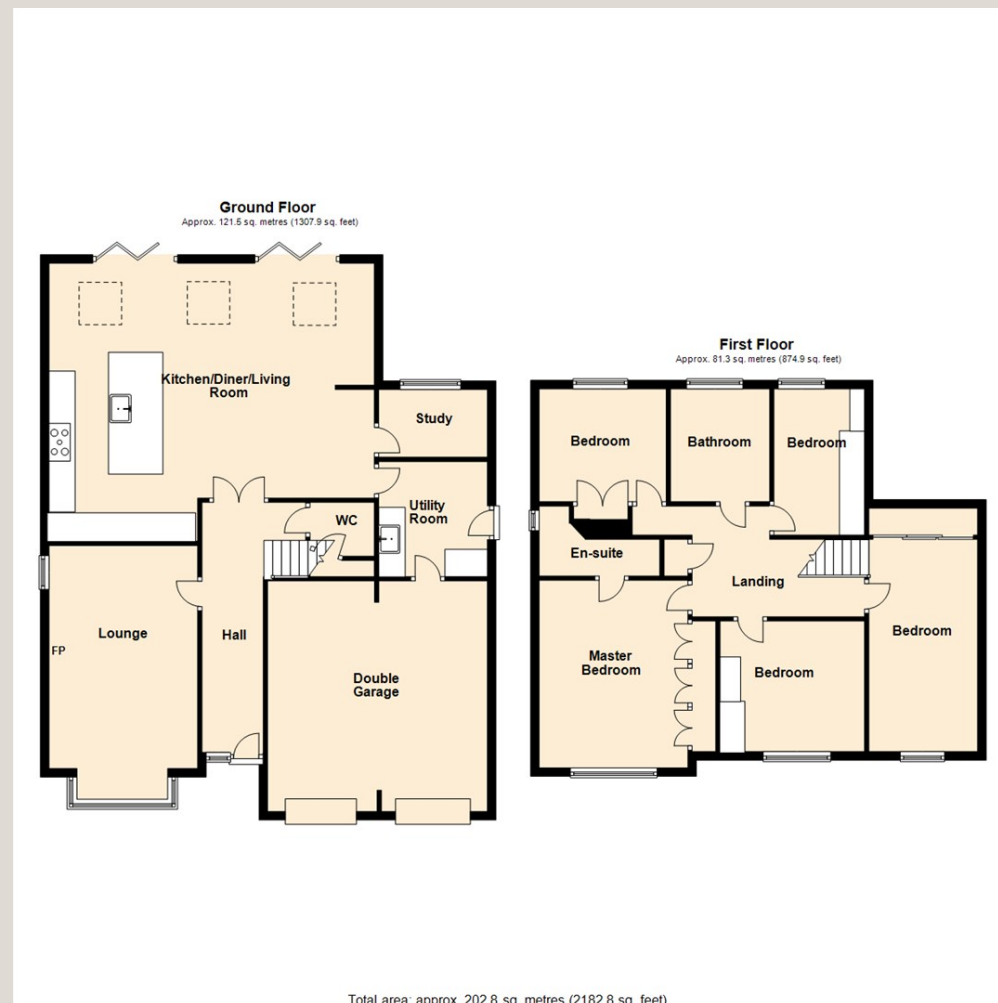 Ground Floor
Approx. 121.5 sq. metres (1307.9 sq. feet)
Kitchen/Diner/Living
Room
Study
Utility
Room
WC
Lounge
FP
Hall
Double
Garage
First Floor
Approx. 81.3 sq. metres (874.9 sq. feet)
Bedroom
Bathroom
Bedroom
En-suite
Landing
Master
Bedroom
Bedroom
Bedroom
Total area: approx. 202.8 sq. metres (2182.8 sq. feet)